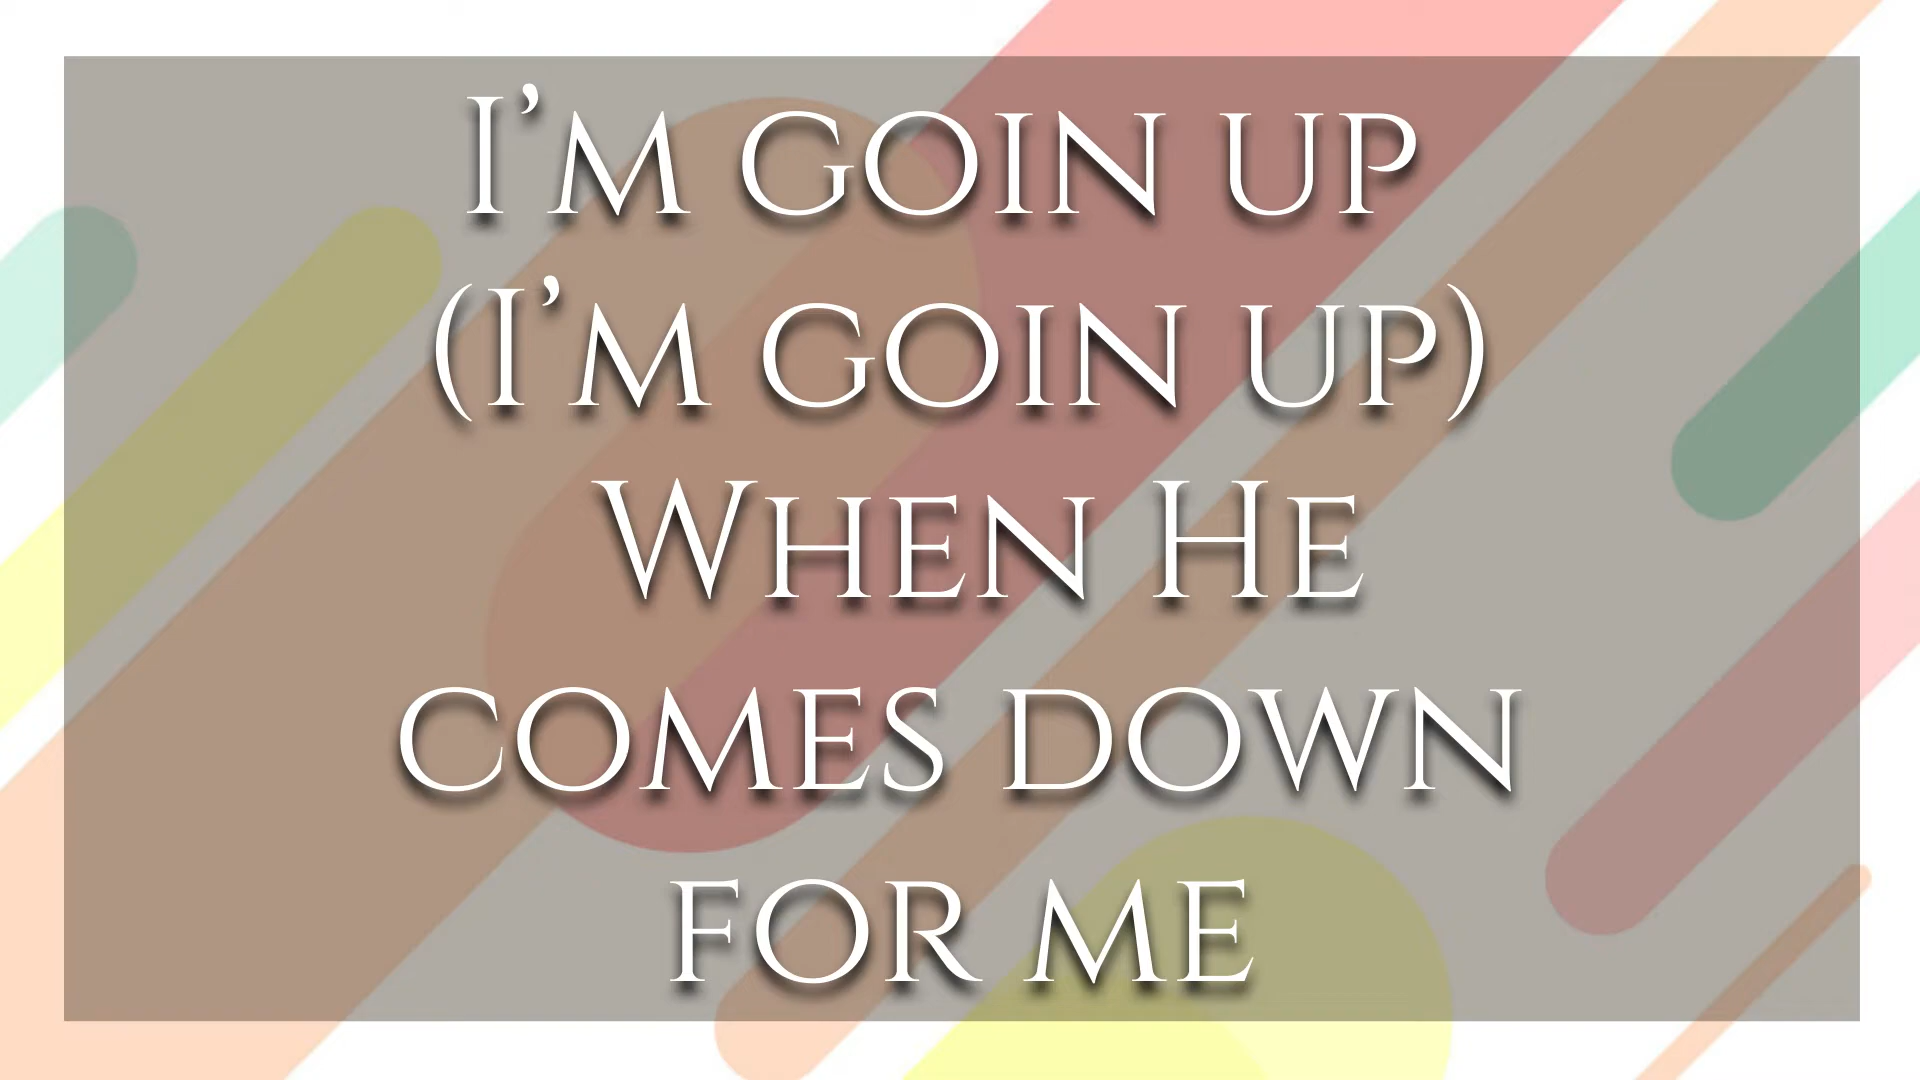 I’m goin up
(I’m goin up)
When He
comes down
for me